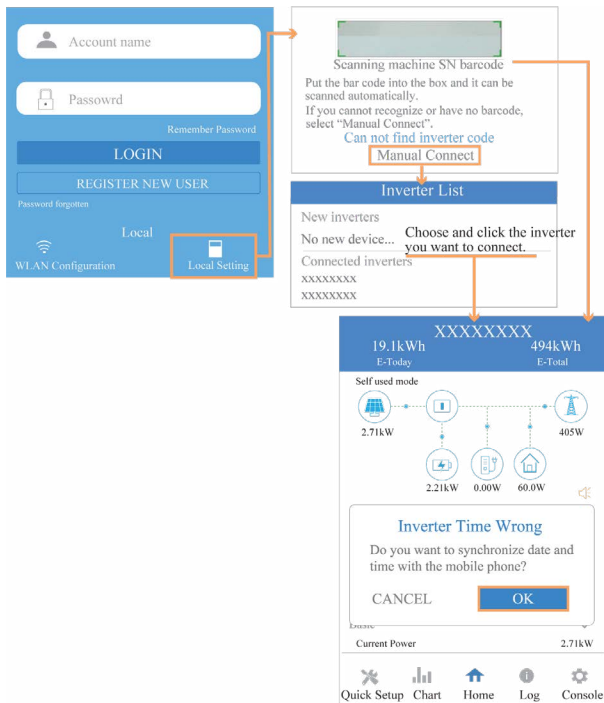 Account name
Passowrd
Remember Password
LOGIN
REGISTER NEW USER
Password forgotten
Local
WLAN Configuration
Local Setting
Scanning machine SN barcode
Put the bar code into the box and it can be
scanned automatically.
If you cannot recognize or have no barcode,
select “Manual Connect”.
Can not find inverter code
Manual Connect
Inverter List
New inverters
No new device...
Choose and click the inverter
you want to connect.
Connected inverters
xxxxxxxx
xxxxxxxx
XXXXXXXX
19.1kWh 494kWh
E-Today E-Total
Self used mode
2.71kW 405W
2.21kW 0.00W 60.0W
Inverter Time Wrong
Do you want to synchronize date and
time with the mobile phone?
CANCEL OK
Basic
Current Power 2.71kW
Quick Setup Chart Home Log Console